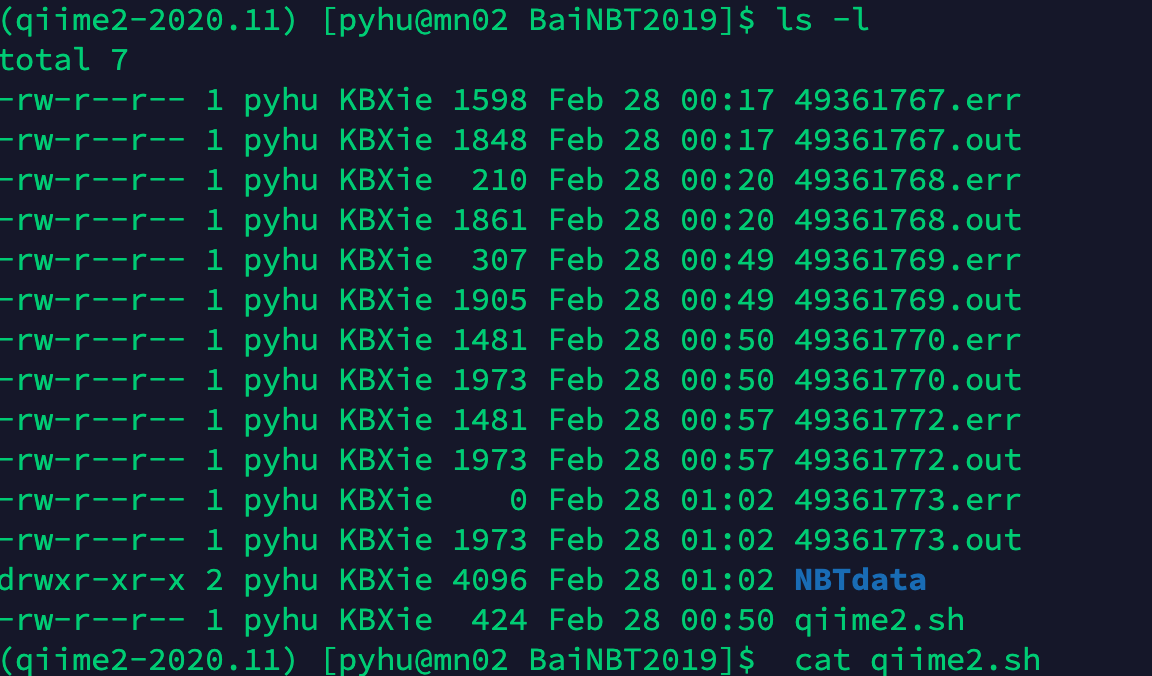 (qiime2-2020.11) [pyhu@mn02 BaiNBT2019]$ ls -l
total 7
-rw-r--r-- 1 pyhu KBXie 1598 Feb 28 00:17 49361767.err
-rw-r--r-- 1 pyhu KBXie 1848 Feb 28 00:17 49361767.out
-rw-r--r-- 1 pyhu KBXie  210 Feb 28 00:20 49361768.err
-rw-r--r-- 1 pyhu KBXie 1861 Feb 28 00:20 49361768.out
-rw-r--r-- 1 pyhu KBXie  307 Feb 28 00:49 49361769.err
-rw-r--r-- 1 pyhu KBXie 1905 Feb 28 00:49 49361769.out
-rw-r--r-- 1 pyhu KBXie 1481 Feb 28 00:50 49361770.err
-rw-r--r-- 1 pyhu KBXie 1973 Feb 28 00:50 49361770.out
-rw-r--r-- 1 pyhu KBXie 1481 Feb 28 00:57 49361772.err
-rw-r--r-- 1 pyhu KBXie 1973 Feb 28 00:57 49361772.out
-rw-r--r-- 1 pyhu KBXie    0 Feb 28 01:02 49361773.err
-rw-r--r-- 1 pyhu KBXie 1973 Feb 28 01:02 49361773.out
drwxr-xr-x 2 pyhu KBXie 4096 Feb 28 01:02 NBTdata
-rw-r--r-- 1 pyhu KBXie  424 Feb 28 00:50 qiime2.sh
(qiime2-2020.11) [pyhu@mn02 BaiNBT2019]$  cat qiime2.sh